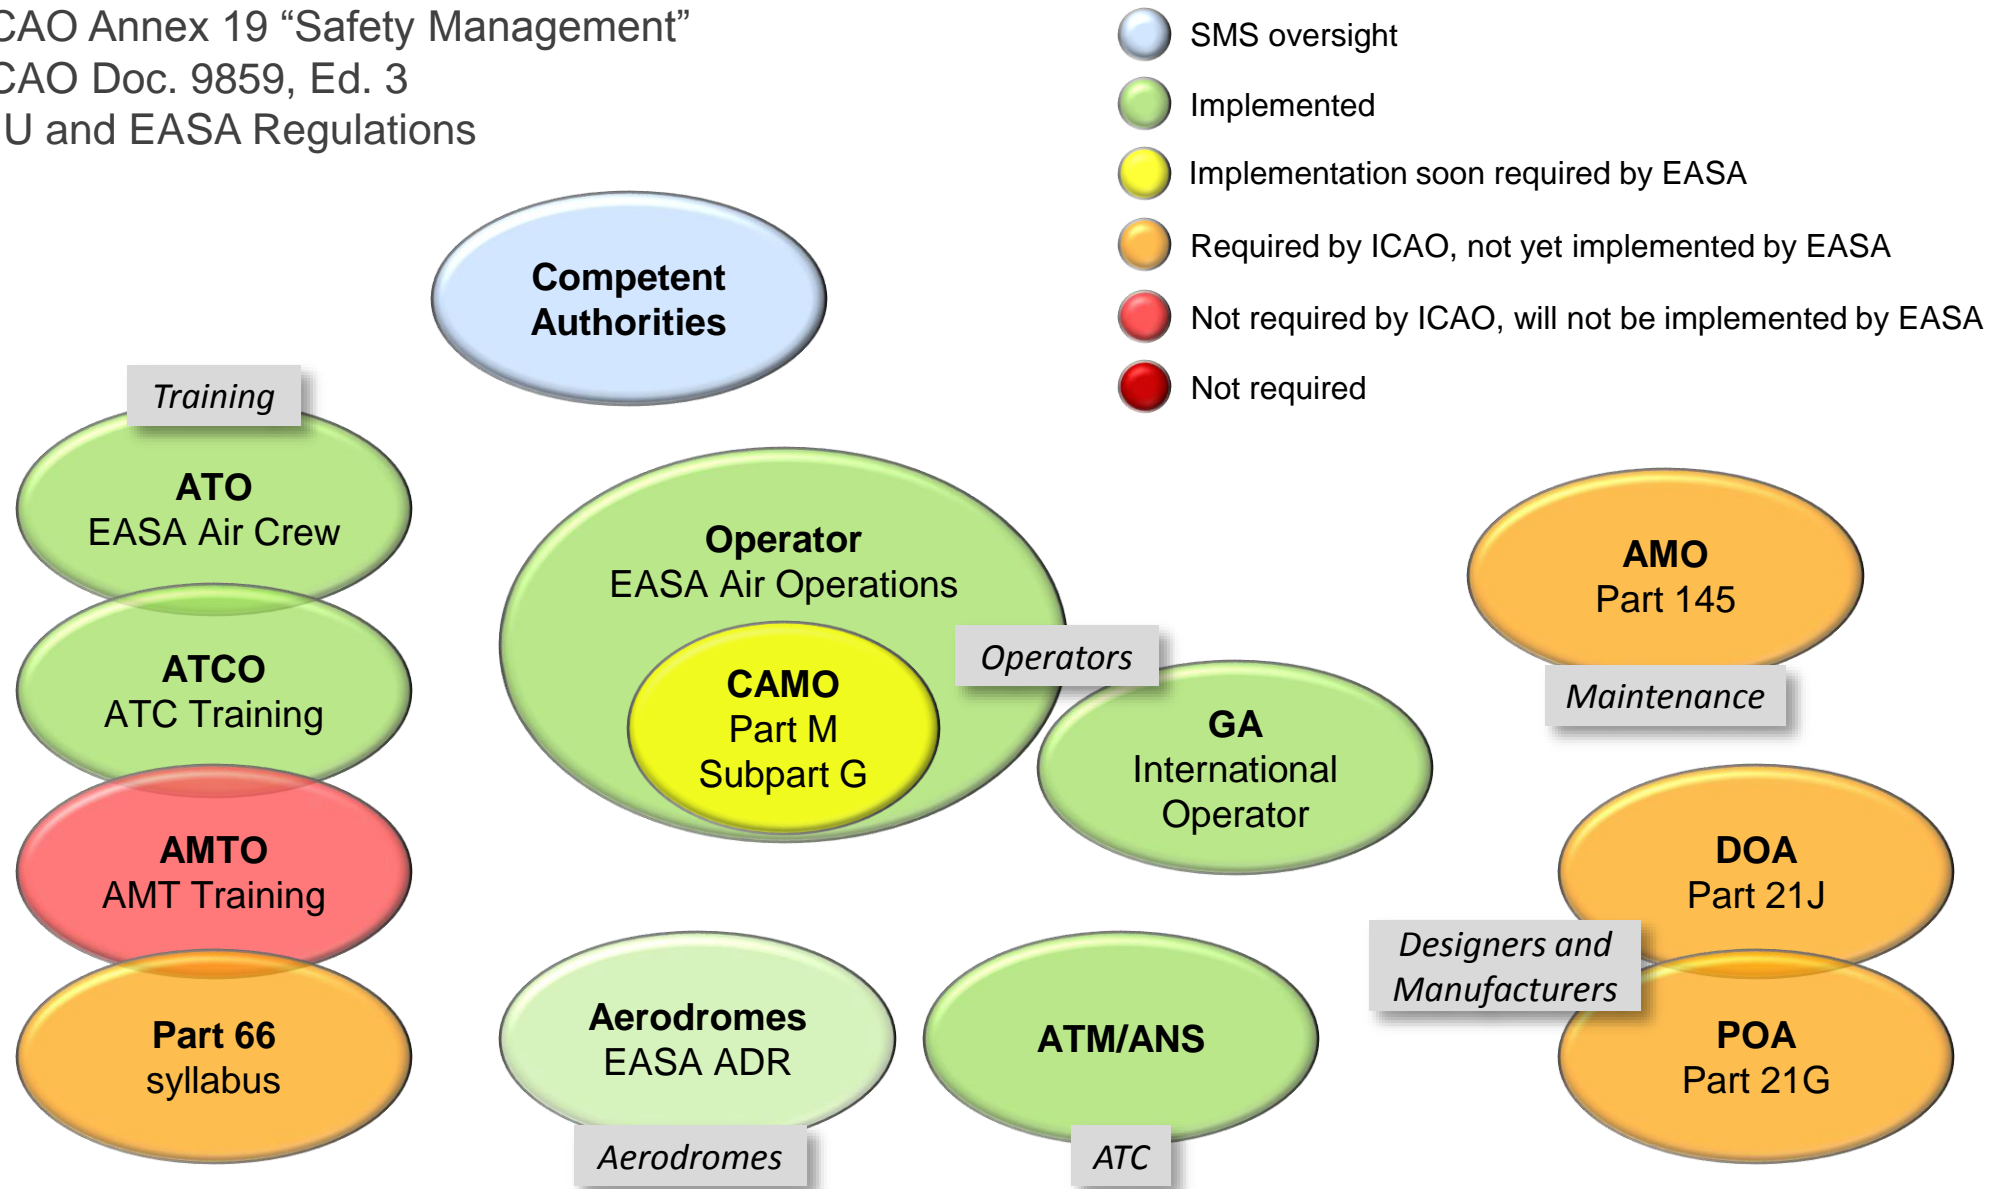 CAO Annex 19 “Safety Management”
CAO Doc. 9859, Ed. 3
U and EASA Regulations
SMS oversight
Implemented
Implementation soon required by EASA
Required by ICAO, not yet implemented by EASA
Not required by ICAO, will not be implemented by EASA
Not required
Competent
Authorities
Training
ATO
EASA Air Crew
ATCO
ATC Training
AMTO
AMT Training
Part 66
syllabus
Operator
EASA Air Operations
CAMO
Part M
Subpart G
Operators
GA
International
Operator
Aerodromes
EASA ADR
Aerodromes
ATM/ANS
ATC
AMO
Part 145
Maintenance
DOA
Part 21J
Designers and
Manufacturers
POA
Part 21G